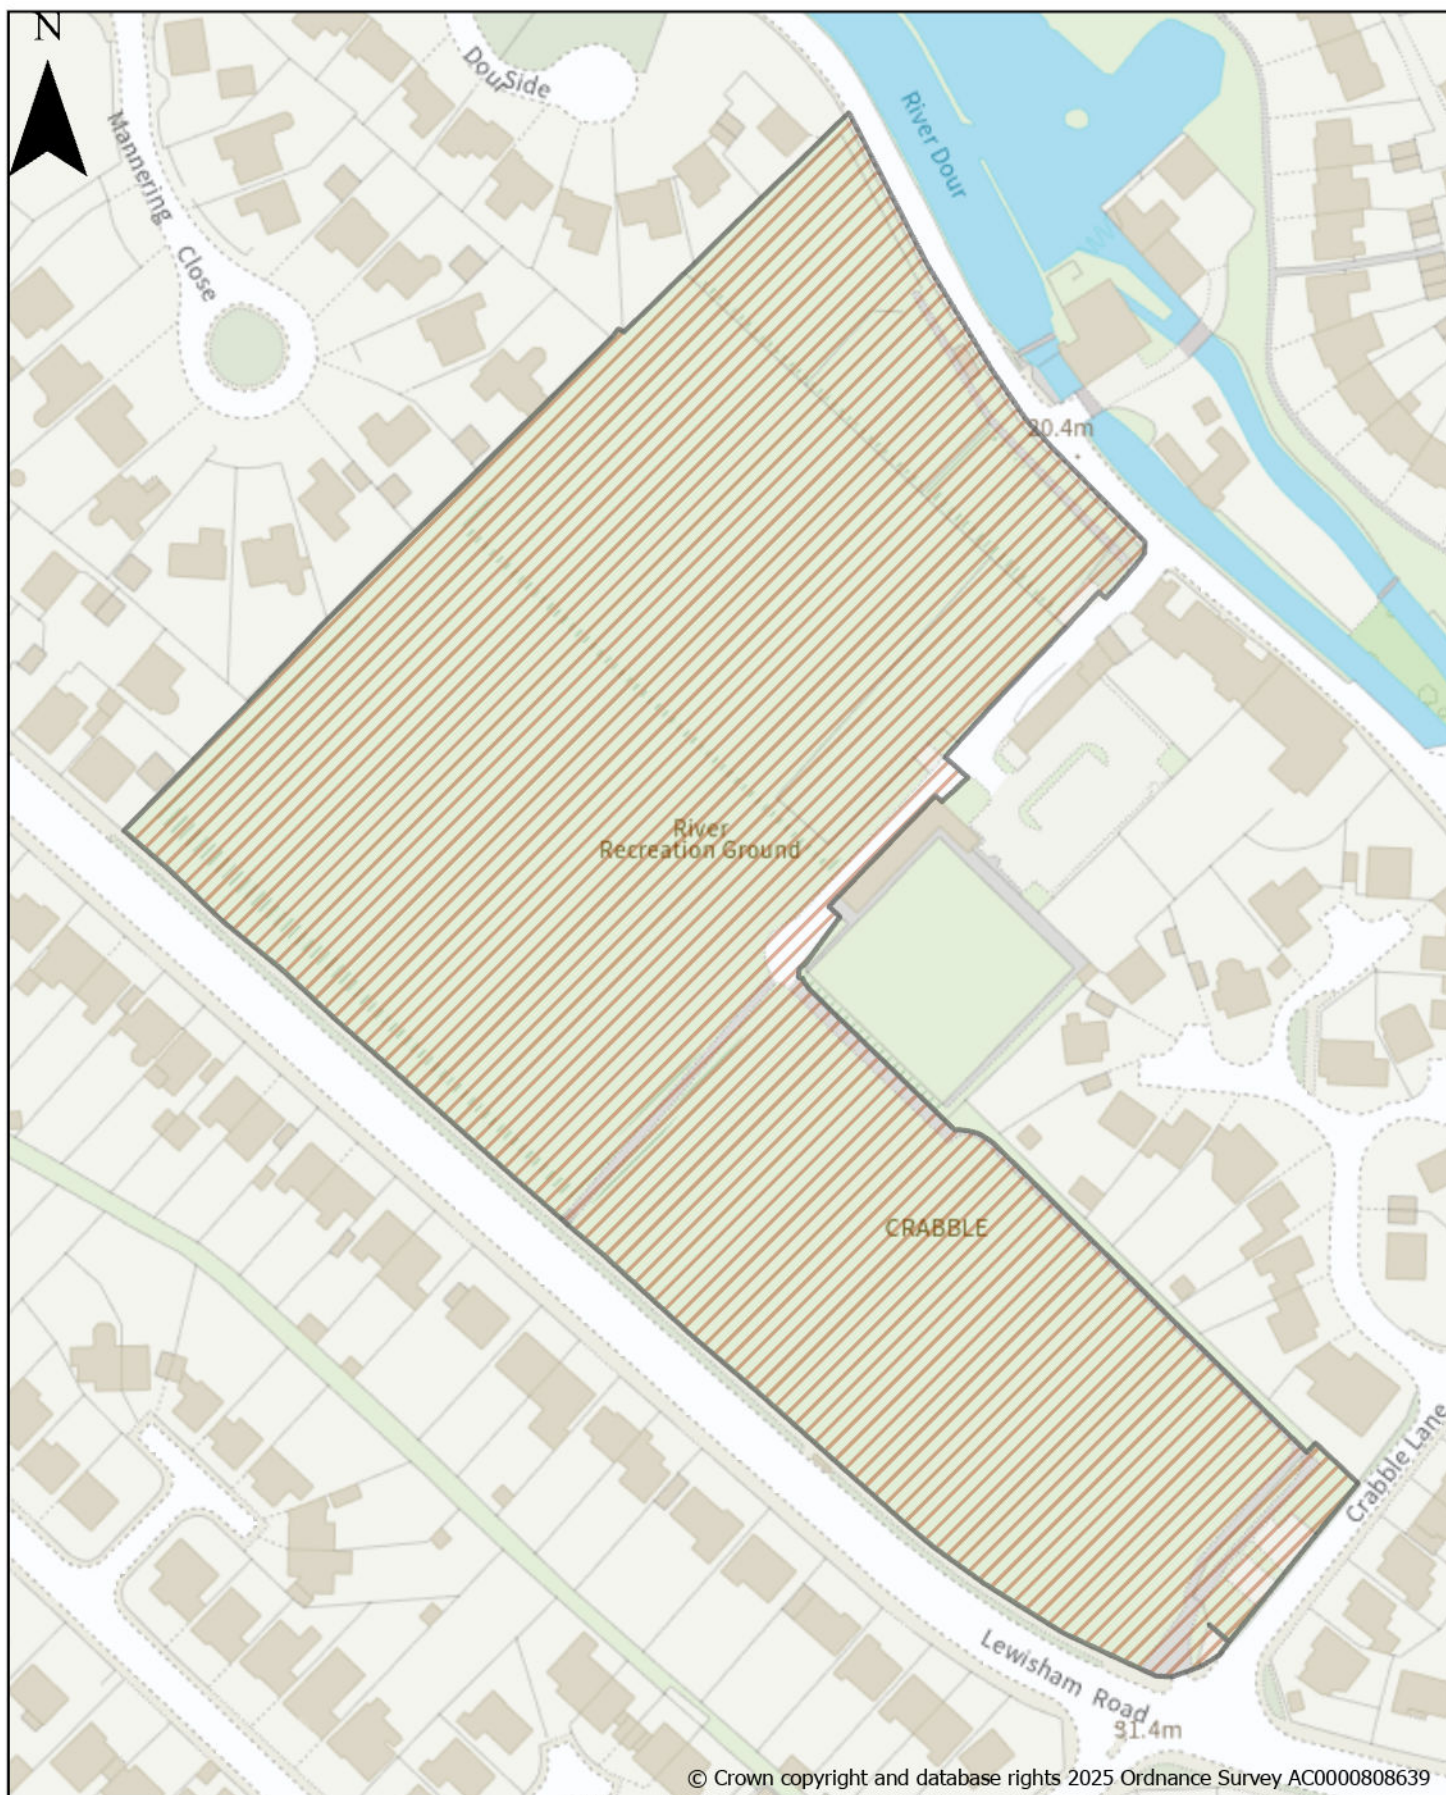 N
Dour Side
Mannering Close
River Dour
20.4m
River
Recreation Ground
CRABBLE
Crabble Lane
Lewisham Road
31.4m
© Crown copyright and database rights 2025 Ordnance Survey AC0000808639